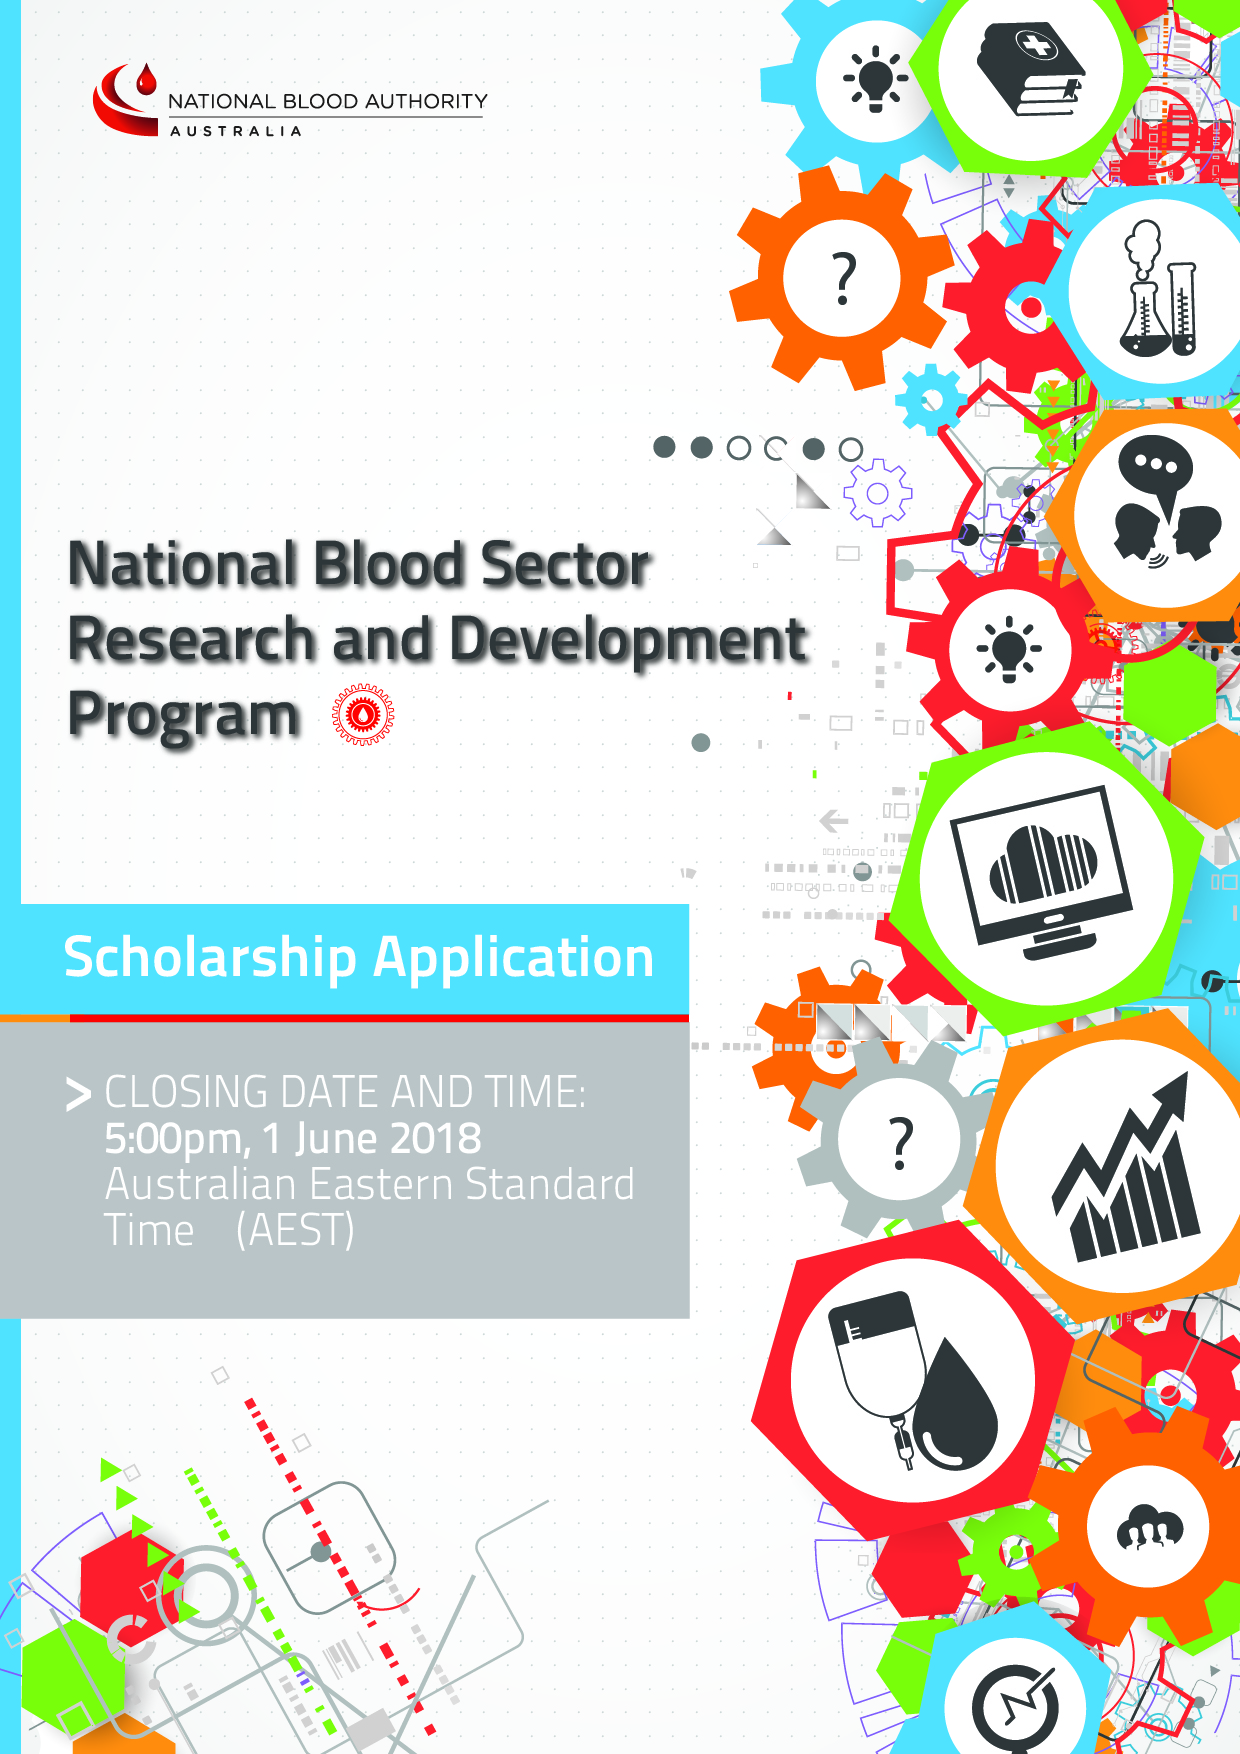 NATIONAL BLOOD AUTHORITY
AUSTRALIA
?
National Blood Sector
Research and Development
Program
Scholarship Application
> CLOSING DATE AND TIME:
5:00pm, 1 June 2018
Australian Eastern Standard
Time (AEST)
?